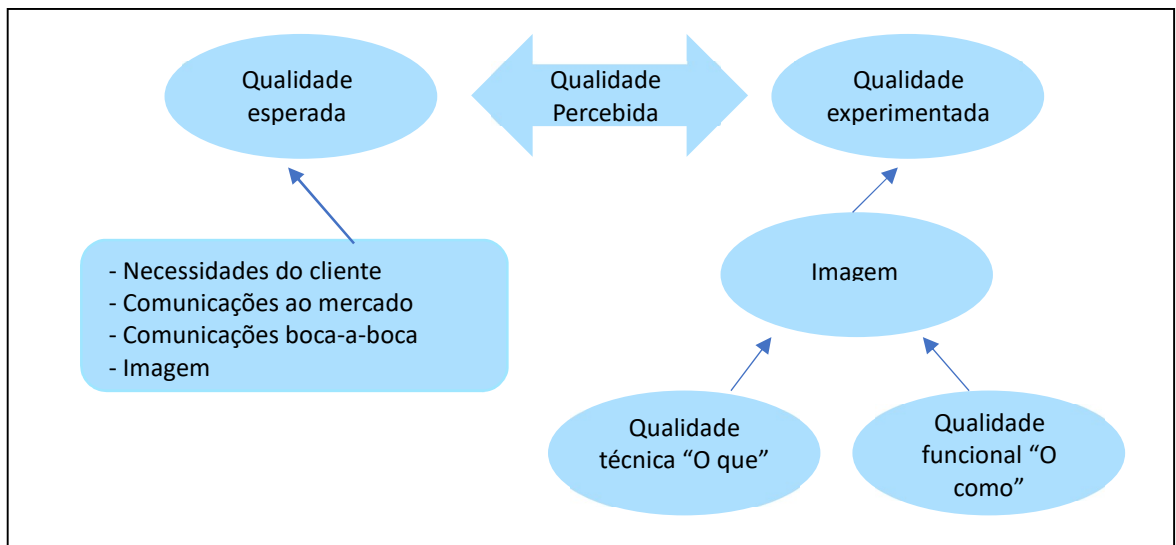 Qualidade
esperada
Qualidade
Percebida
Qualidade
experimentada
- Necessidades do cliente
- Comunicações ao mercado
- Comunicações boca-a-boca
- Imagem
Imagem
Qualidade
técnica “O que”
Qualidade
funcional “O
como”